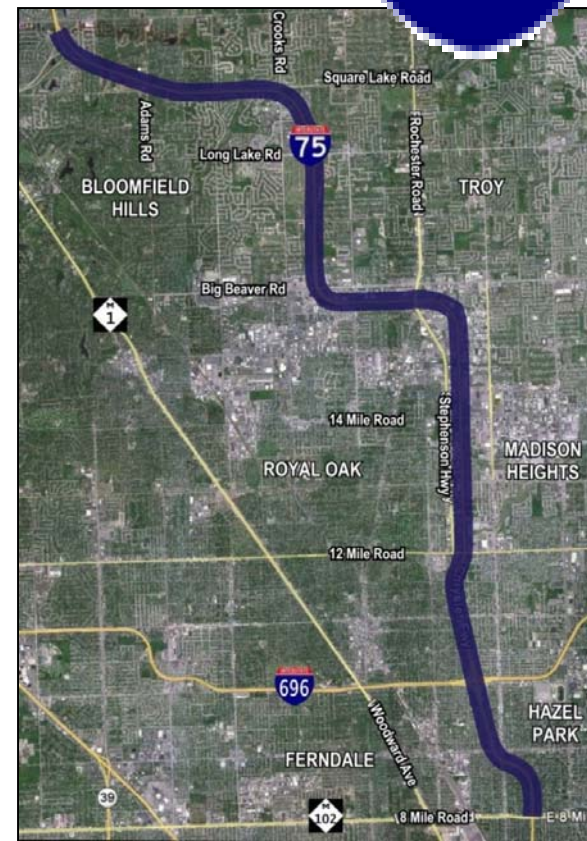 Crooks Rd
Square Lake Road
Adams Rd
Long Lake Rd
75
Rochester Road
BLOOMFIELD
HILLS
TROY
Big Beaver Rd
M
1
14 Mile Road
Stephenson Hwy
MADISON
HEIGHTS
ROYAL OAK
12 Mile Road
696
HAZEL
PARK
Woodward Ave
FERNDALE
39
M
102
8 Mile Road
E 8 Mi